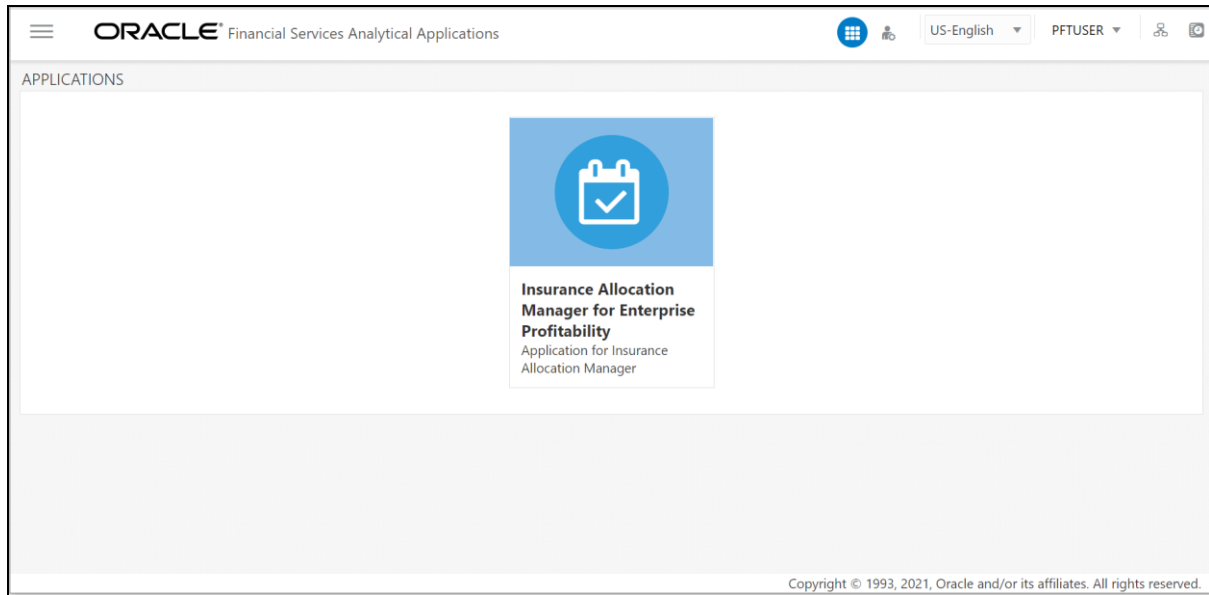 ORACLE® Financial Services Analytical Applications
US-English
PFTUSER
APPLICATIONS
Insurance Allocation
Manager for Enterprise
Profitability
Application for Insurance
Allocation Manager
Copyright © 1993, 2021, Oracle and/or its affiliates. All rights reserved.